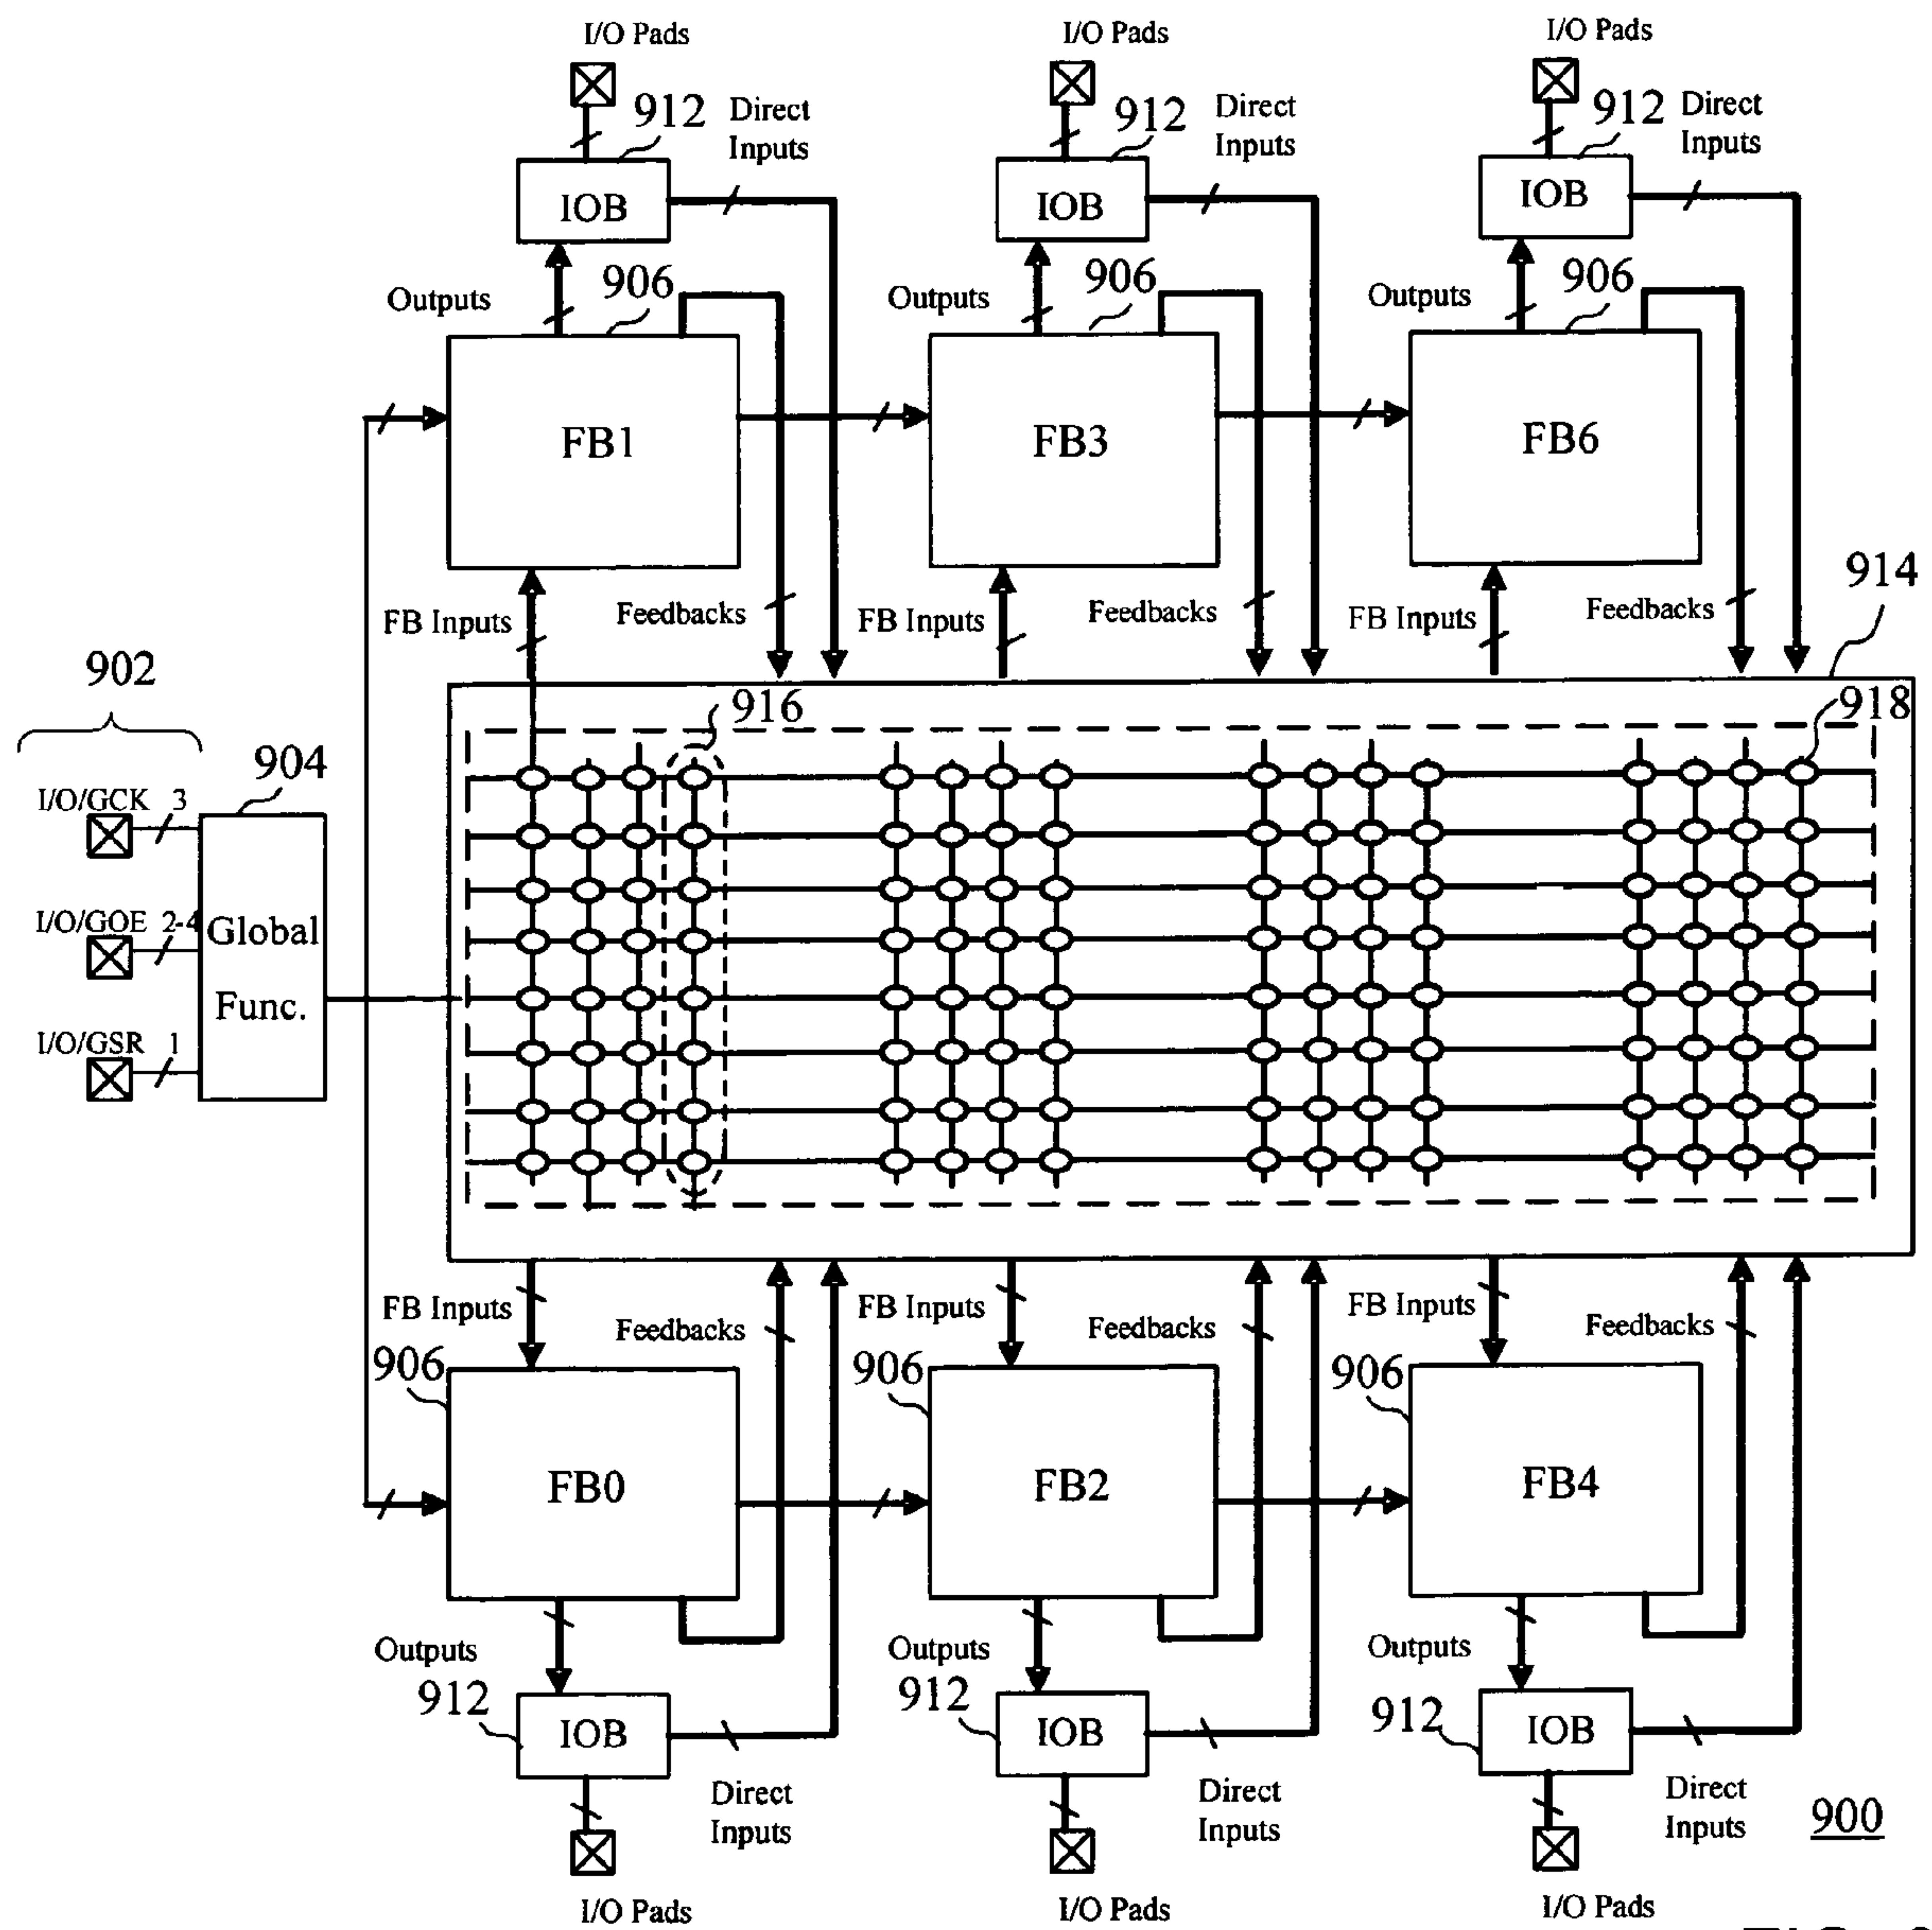 I/O Pads
I/O Pads
I/O Pads
912
Direct
Inputs
912
Direct
Inputs
912
Direct
Inputs
IOB
IOB
IOB
Outputs
906
Outputs
906
Outputs
906
FB1
FB3
FB6
FB Inputs
Feedbacks
FB Inputs
Feedbacks
FB Inputs
Feedbacks
914
902
916
918
904
I/O/GCK 3
I/O/GOE 2-4
I/O/GSR 1
Global
Func.
FB Inputs
Feedbacks
FB Inputs
Feedbacks
FB Inputs
Feedbacks
906
906
906
FB0
FB2
FB4
Outputs
Outputs
Outputs
912
912
912
IOB
IOB
IOB
Direct
Inputs
Direct
Inputs
Direct
Inputs
900
I/O Pads
I/O Pads
I/O Pads